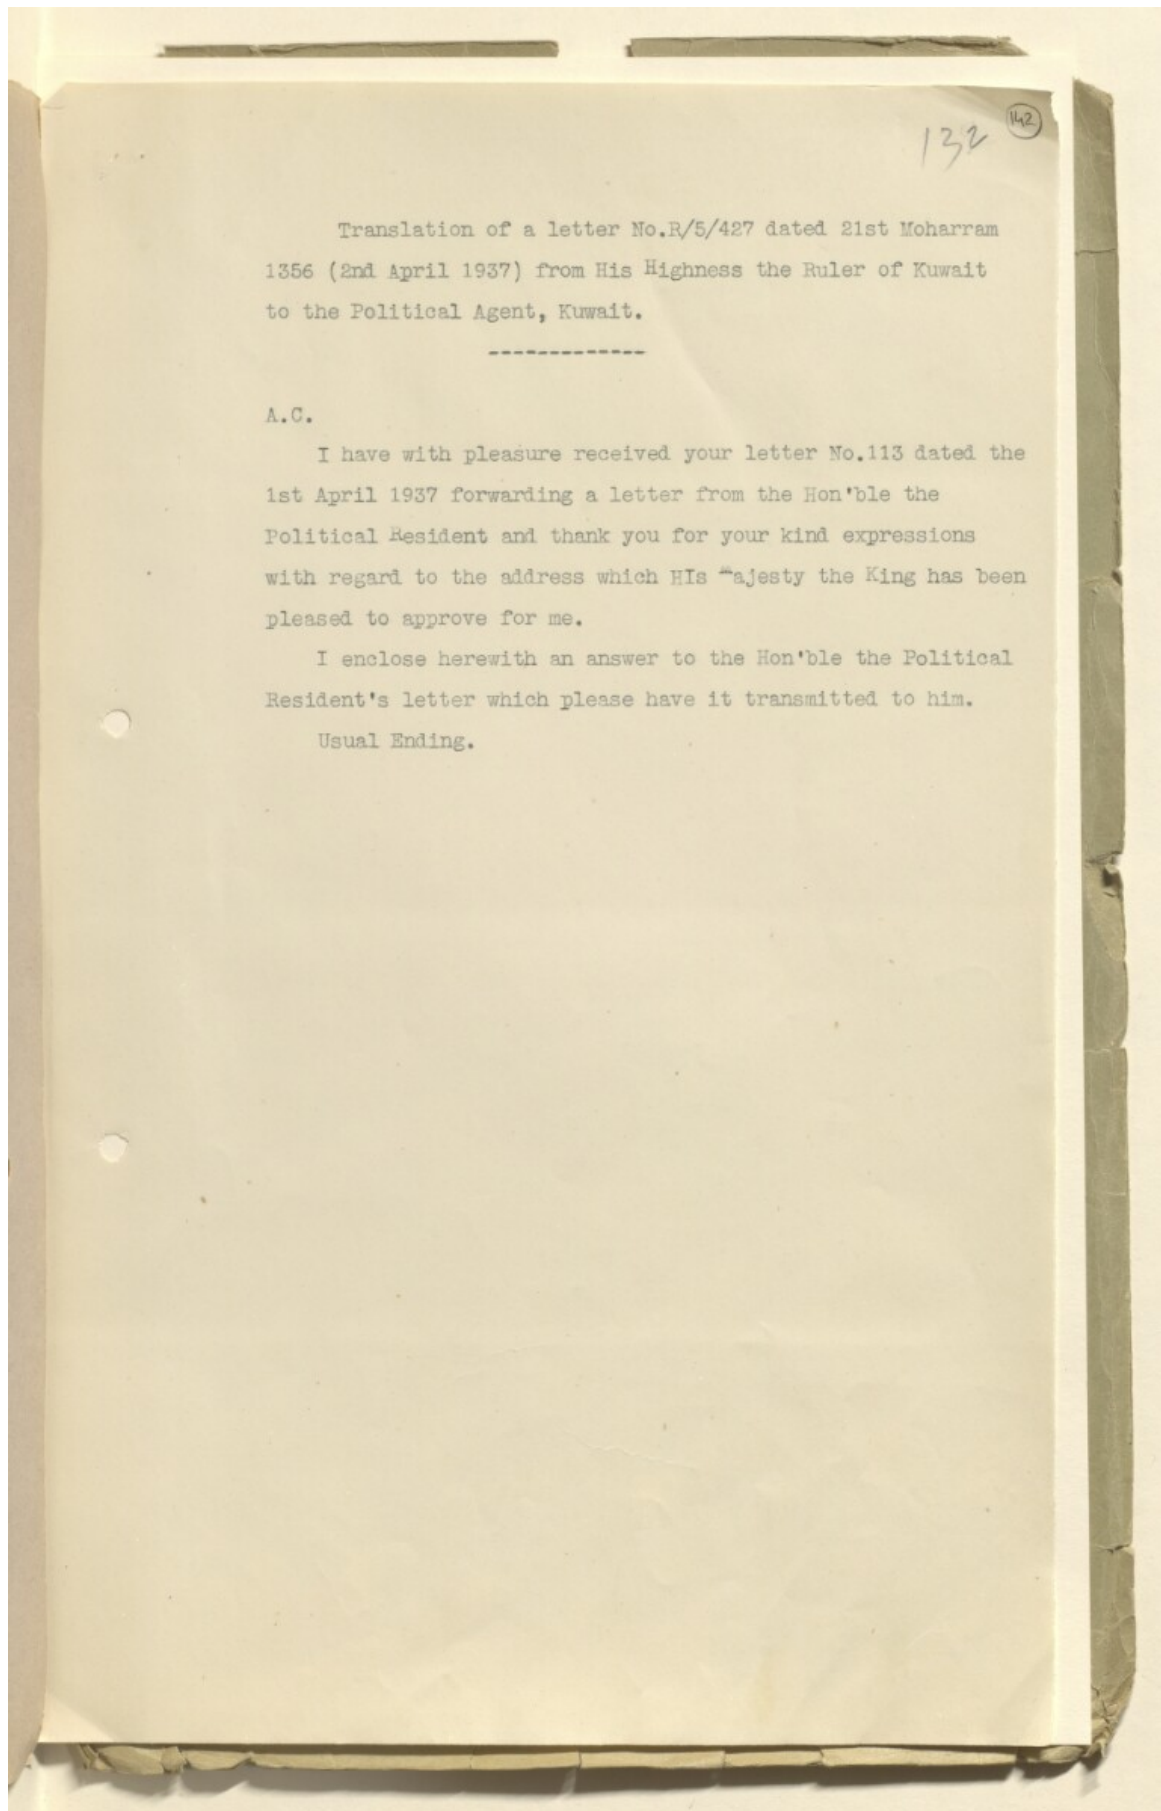 132
142
Translation of a letter No.R/5/427 dated 21st Moharram
1356 (2nd April 1937) from His Highness the Ruler of Kuwait
to the Political Agent, Kuwait.
-------------
A.C.
I have with pleasure received your letter No.113 dated the
1st April 1937 forwarding a letter from the Hon'ble the
Political Resident and thank you for your kind expressions
with regard to the address which HIs Majesty the King has been
pleased to approve for me.
I enclose herewith an answer to the Hon'ble the Political
Resident's letter which please have it transmitted to him.
Usual Ending.